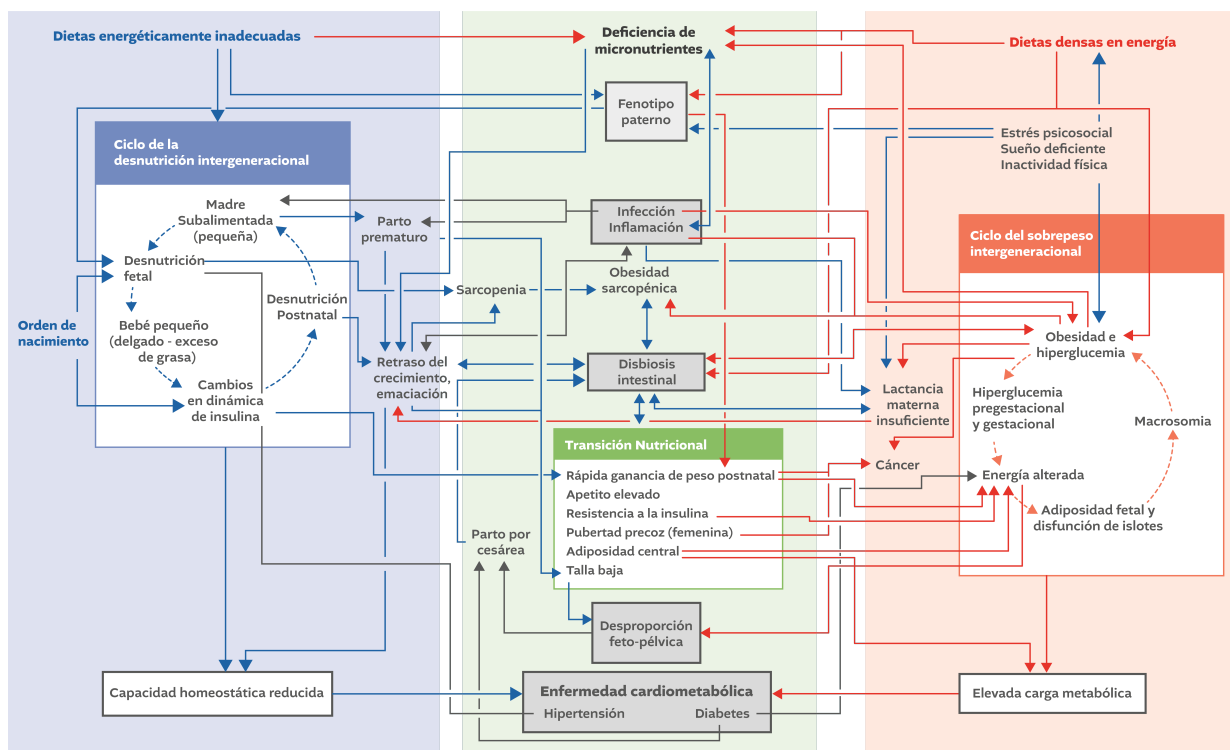 Dietas energéticamente inadecuadas
Deficiencia de
micronutrientes
Dietas densas en energía
Fenotipo
paterno
Estrés psicosocial
Sueño deficiente
Inactividad física
Ciclo de la
desnutrición intergeneracional
Madre
Subalimentada
(pequeña)
Parto
prematuro
Infección
Inflamación
Ciclo del sobrepeso
intergeneracional
Desnutrición
fetal
Sarcopenia
Obesidad
sarcopénica
Desnutrición
Postnatal
Orden de
nacimiento
Bebé pequeño
(delgado - exceso
de grasa)
Obesidad e
hiperglucemia
Retraso del
crecimiento,
emaciación
Disbiosis
intestinal
Cambios
en dinámica
de insulina
Lactancia
materna
insuficiente
Hiperglucemia
pregestacional
y gestacional
Macrosomia
Transición Nutricional
Rápida ganancia de peso postnatal
Apetito elevado
Resistencia a la insulina
Pubertad precoz (femenina)
Adiposidad central
Talla baja
Cáncer
Energía alterada
Adiposidad fetal y
disfunción de islotes
Parto por
cesárea
Desproporción
feto-pélvica
Capacidad homeostática reducida
Enfermedad cardiometabólica
Hipertensión
Diabetes
Elevada carga metabólica